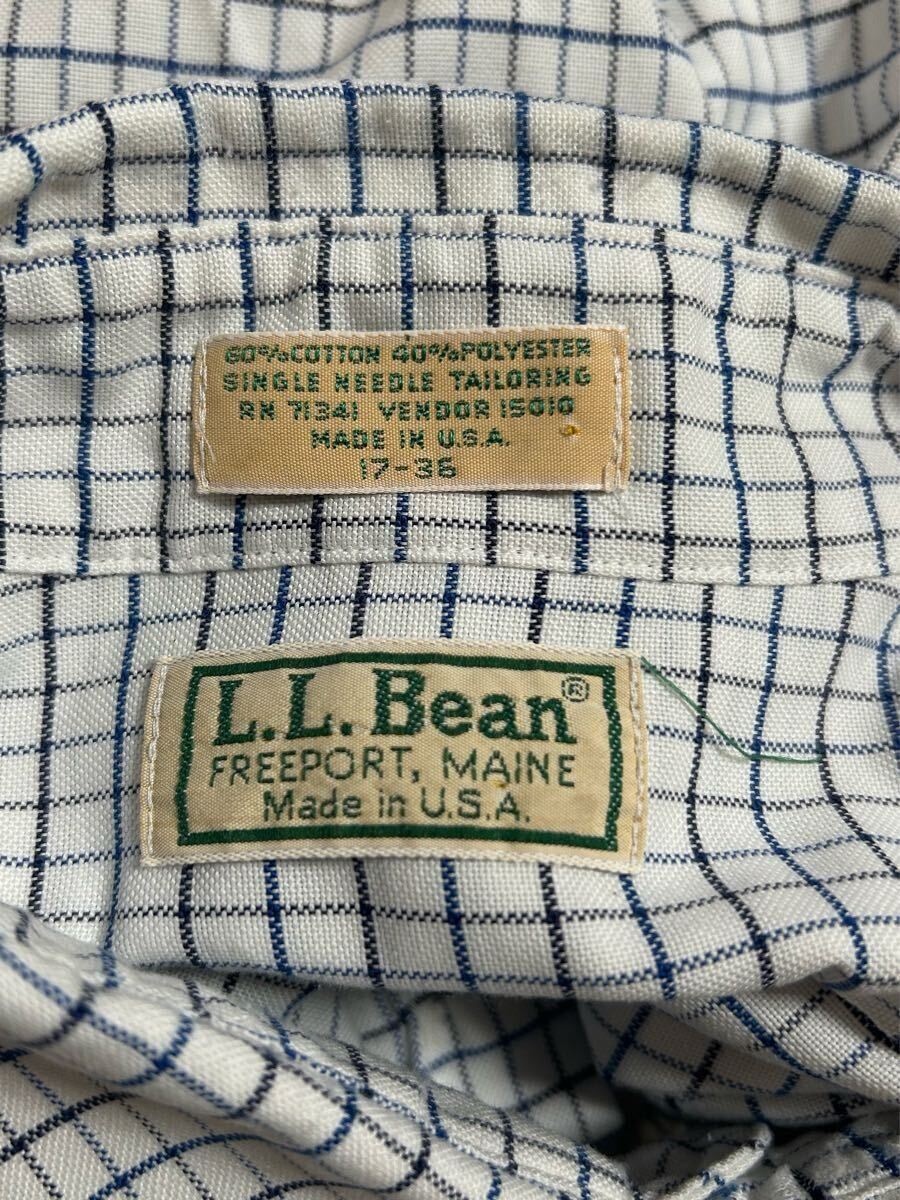 60%COTTON 40%POLYESTER
SINGLE NEEDLE TAILORING
RN 71341 VENDOR 15010
MADE IN U.S.A.
17-36
L.L. Bean®
FREEPORT, MAINE
Made in U.S.A.